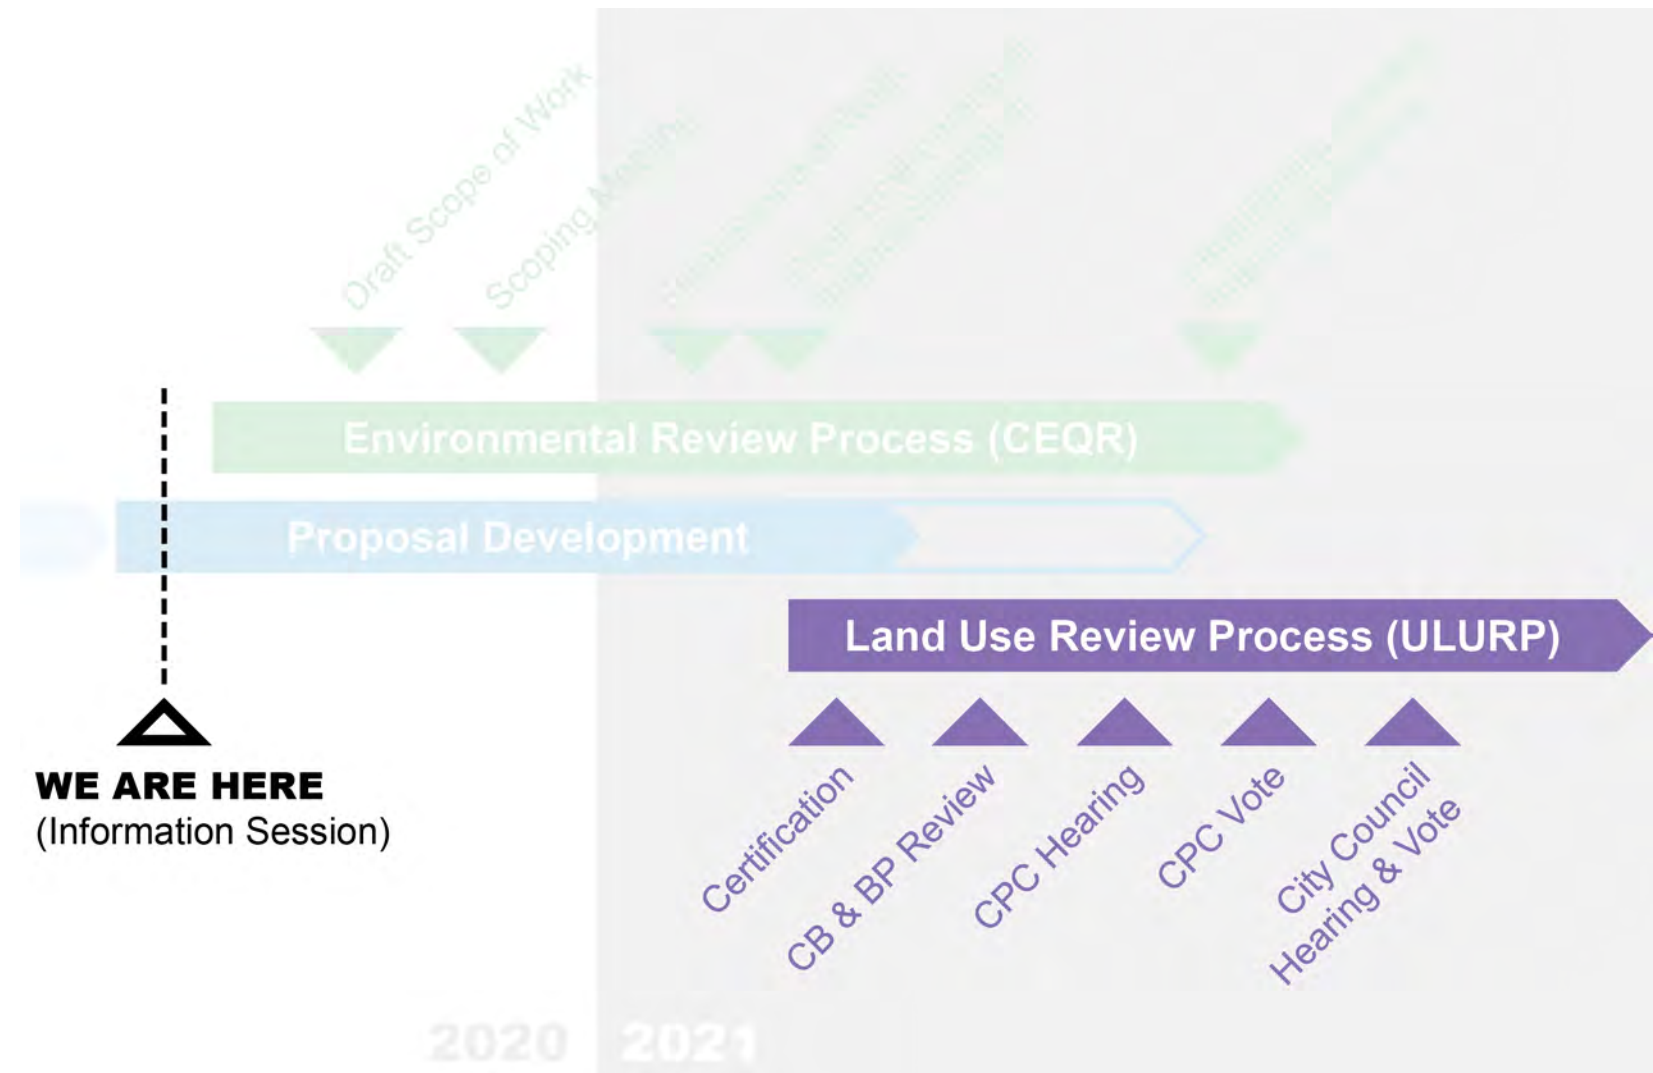 Draft Scope of Work
Scoping Meeting
Environmental Review Process (CEQR)
Proposal Development
Land Use Review Process (ULURP)
WE ARE HERE
(Information Session)
Certification
CB & BP Review
CPC Hearing
CPC Vote
City Council
Hearing & Vote
2020
2021